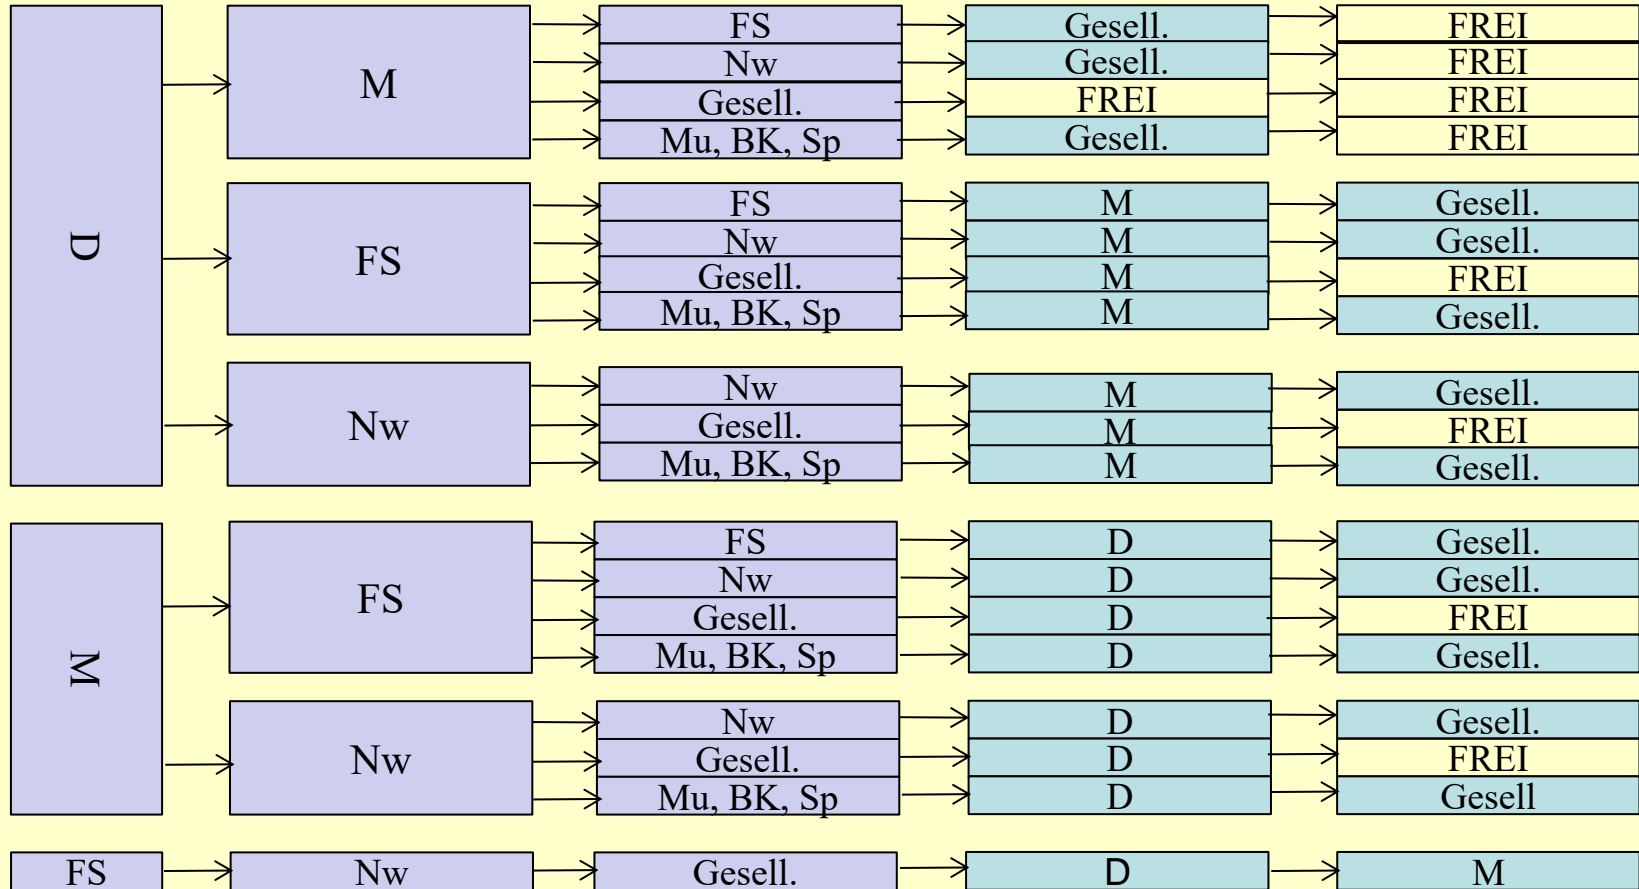 D
M
FS Gesell. FREI
Nw Gesell. FREI
Gesell. FREI FREI
Mu, BK, Sp Gesell. FREI
FS
FS M Gesell.
Nw M Gesell.
Gesell. M FREI
Mu, BK, Sp M Gesell.
Nw
Nw M Gesell.
Gesell. M FREI
Mu, BK, Sp M Gesell.
M
FS
FS D Gesell.
Nw D Gesell.
Gesell. D FREI
Mu, BK, Sp D Gesell.
Nw
Nw D Gesell.
Gesell. D FREI
Mu, BK, Sp D Gesell
FS Nw Gesell. D M